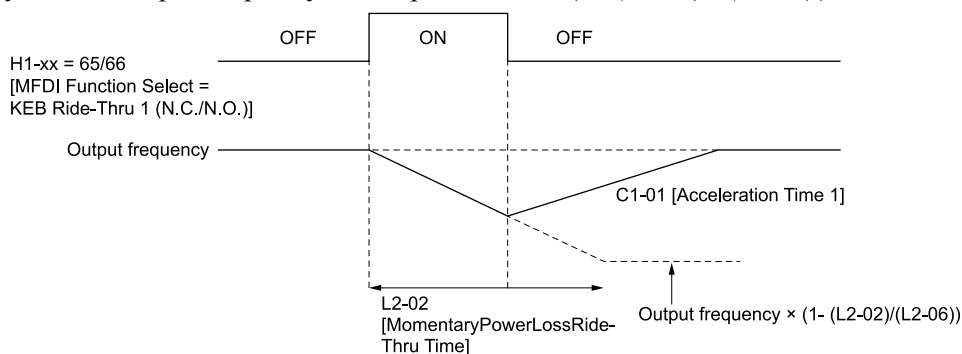 OFF ON OFF
H1-xx = 65/66
[MFDI Function Select =
KEB Ride-Thru 1 (N.C./N.O.)]
Output frequency
C1-01 [Acceleration Time 1]
L2-02
[MomentaryPowerLossRide-
Thru Time]
Output frequency × (1- (L2-02)/(L2-06))